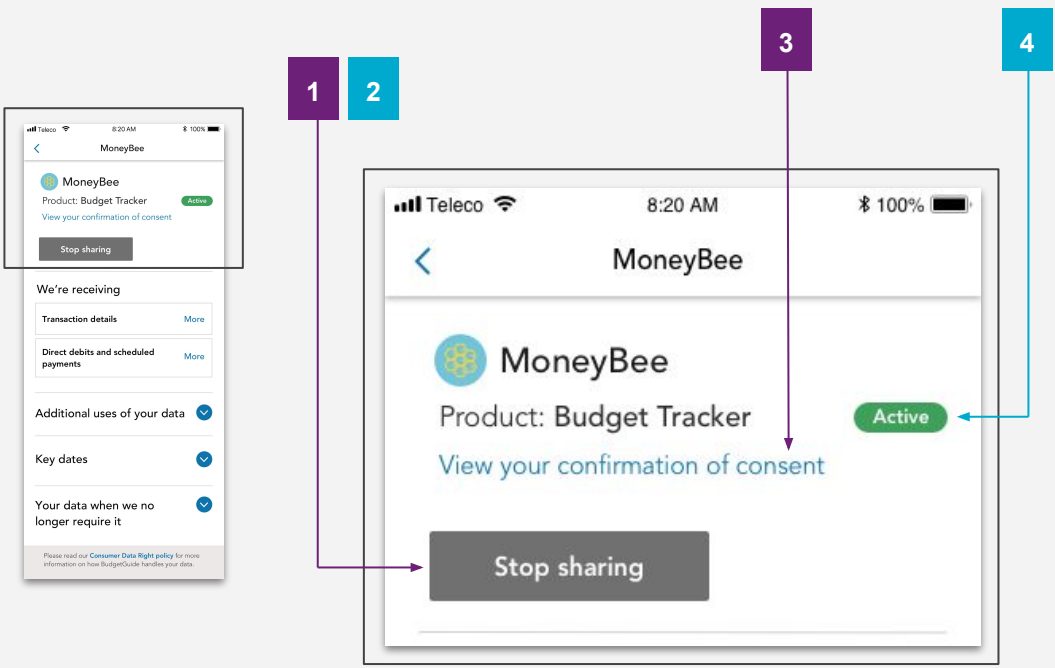 1
2
3
4
Teleco
8:20 AM
100%
MoneyBee
MoneyBee
Product: Budget Tracker
Active
View your confirmation of consent
Stop sharing
We're receiving
Transaction details
More
Direct debits and scheduled
payments
More
Additional uses of your data
Key dates
Your data when we no
longer require it
Please read our Consumer Data Right policy for more
information on how BudgetGuide handles your data.
Teleco
8:20 AM
100%
MoneyBee
MoneyBee
Product: Budget Tracker
Active
View your confirmation of consent
Stop sharing